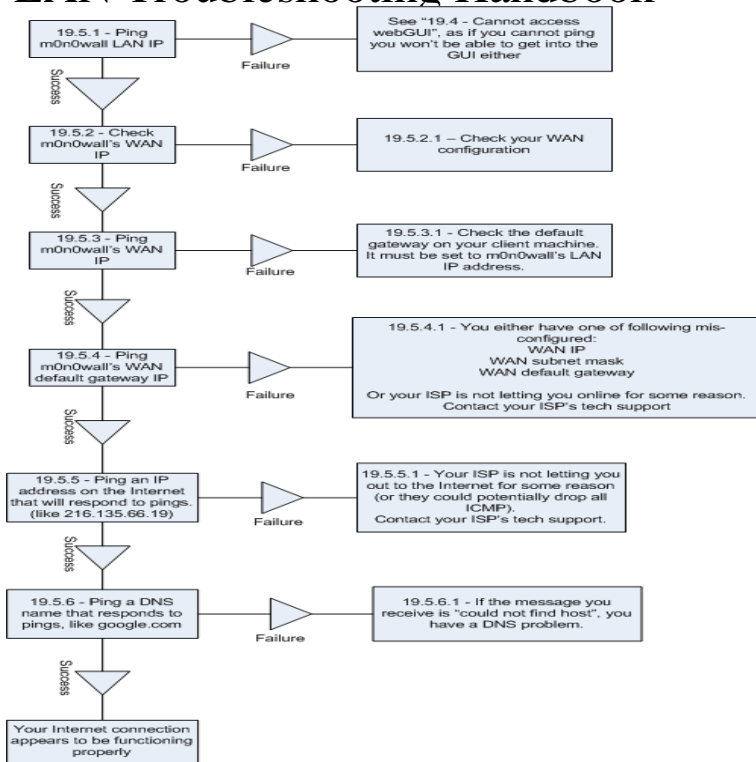 LAN Troubleshooting Handbook
19.5.1 - Ping
m0n0wall LAN IP
Failure
See “19.4 - Cannot access
webGUI”, as if you cannot ping
you won’t be able to get into the
GUI either
Success
19.5.2 - Check
m0n0wall’s WAN
IP
Failure
19.5.2.1 – Check your WAN
configuration
Success
19.5.3 - Ping
m0n0wall’s WAN
IP
Failure
19.5.3.1 - Check the default
gateway on your client machine.
It must be set to m0n0wall’s LAN
IP address.
Success
19.5.4 - Ping
m0n0wall’s WAN
default gateway IP
Failure
19.5.4.1 - You either have one of following mis-
configured:
WAN IP
WAN subnet mask
WAN default gateway
Or your ISP is not letting you online for some reason.
Contact your ISP’s tech support
Success
19.5.5 - Ping an IP
address on the Internet
that will respond to pings.
(like 216.135.66.19)
Failure
19.5.5.1 - Your ISP is not letting you
out to the Internet for some reason
(or they could potentially drop all
ICMP).
Contact your ISP’s tech support.
Success
19.5.6 - Ping a DNS
name that responds to
pings, like google.com
Failure
19.5.6.1 - If the message you
receive is “could not find host”, you
have a DNS problem.
Success
Your Internet connection
appears to be functioning
properly